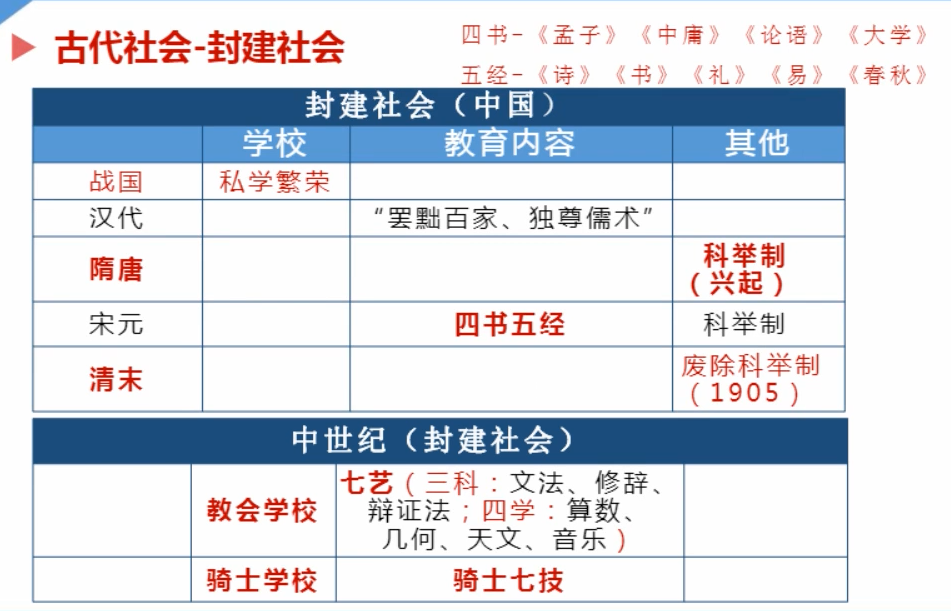 古代社会-封建社会
四书-《孟子》《中庸》《论语》《大学》
五经-《诗》《书》《礼》《易》《春秋》
封建社会（中国）
学校 教育内容 其他
战国 私学繁荣
汉代 “罢黜百家、独尊儒术”
隋唐 科举制
（兴起）
宋元 四书五经 科举制
清末 废除科举制
（1905）
中世纪（封建社会）
教会学校 七艺（三科：文法、修辞、
辩证法；四学：算数、
几何、天文、音乐）
骑士学校 骑士七技